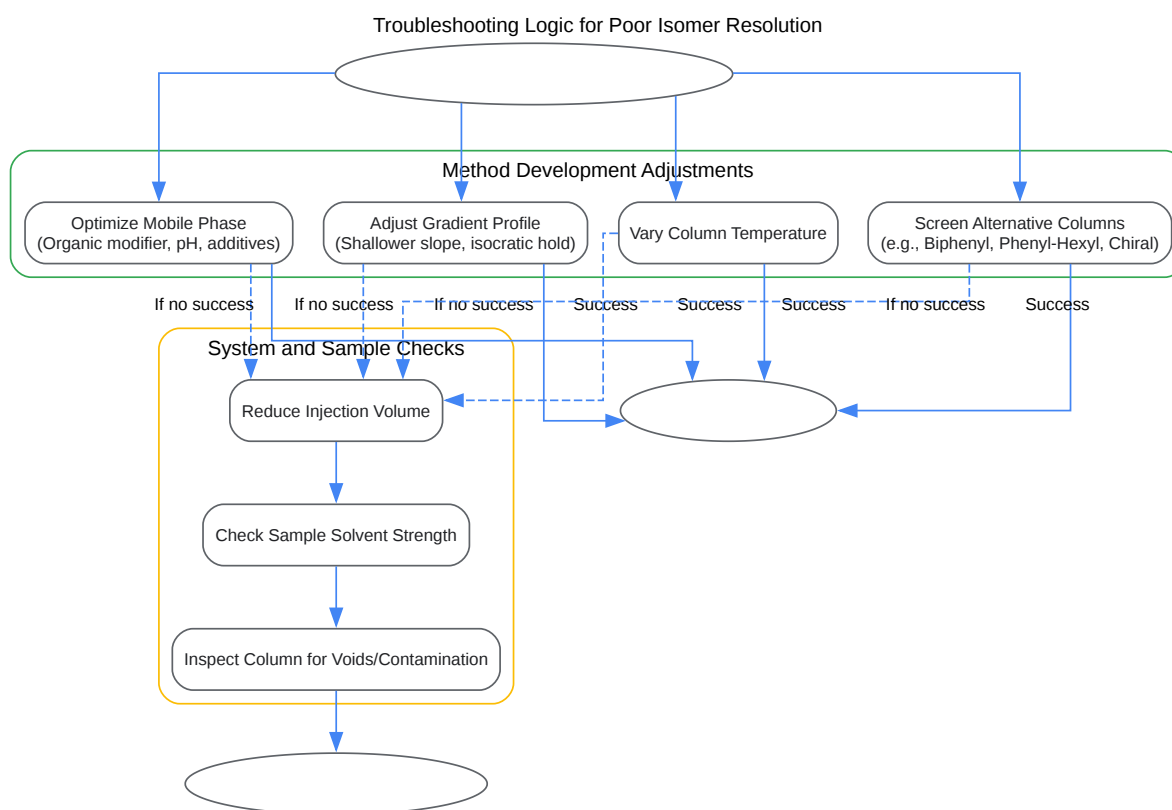 Troubleshooting Logic for Poor Isomer Resolution
Method Development Adjustments
Optimize Mobile Phase
(Organic modifier, pH, additives)
Adjust Gradient Profile
(Shallower slope, isocratic hold)
Vary Column Temperature
Screen Alternative Columns
(e.g., Biphenyl, Phenyl-Hexyl, Chiral)
If no success
If no success
If no success
Success
Success
Success
If no success
Success
System and Sample Checks
Reduce Injection Volume
Check Sample Solvent Strength
Inspect Column for Voids/Contamination